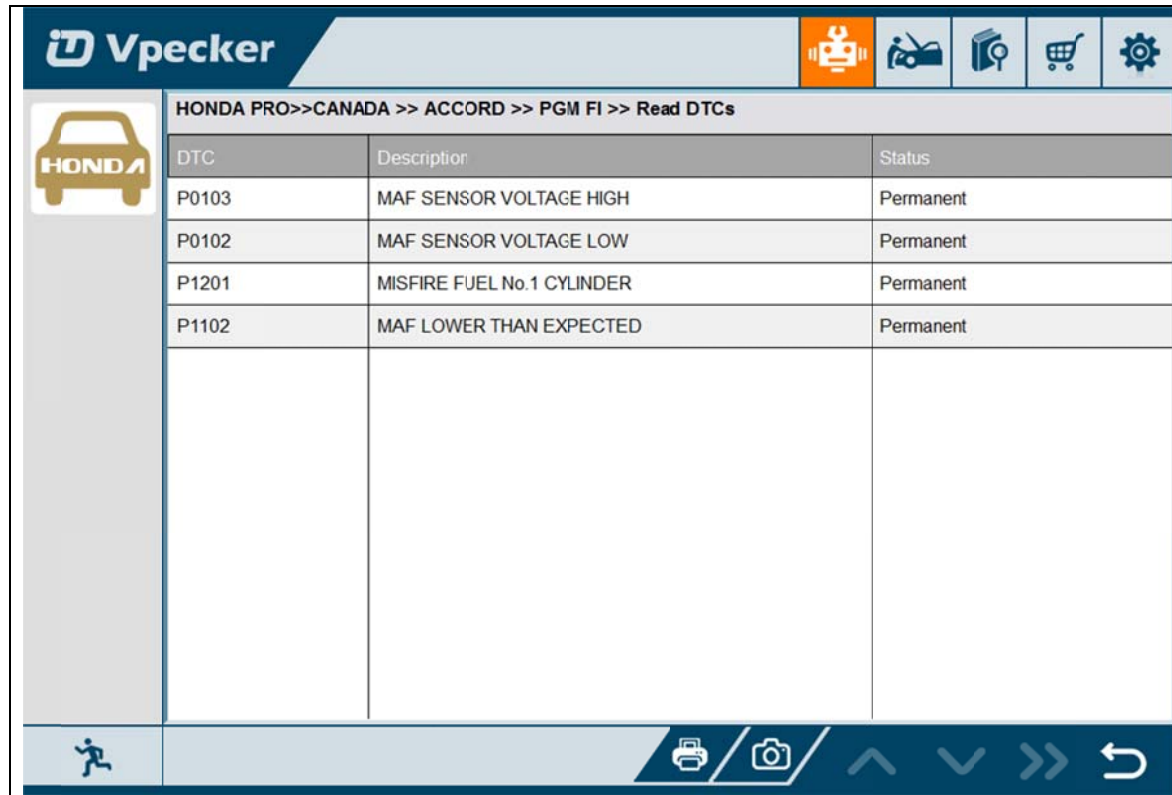 Vpecker
HONDA PRO>>CANADA >> ACCORD >> PGM FI >> Read DTCs
HONDA
DTC Description Status
P0103 MAF SENSOR VOLTAGE HIGH Permanent
P0102 MAF SENSOR VOLTAGE LOW Permanent
P1201 MISFIRE FUEL No.1 CYLINDER Permanent
P1102 MAF LOWER THAN EXPECTED Permanent